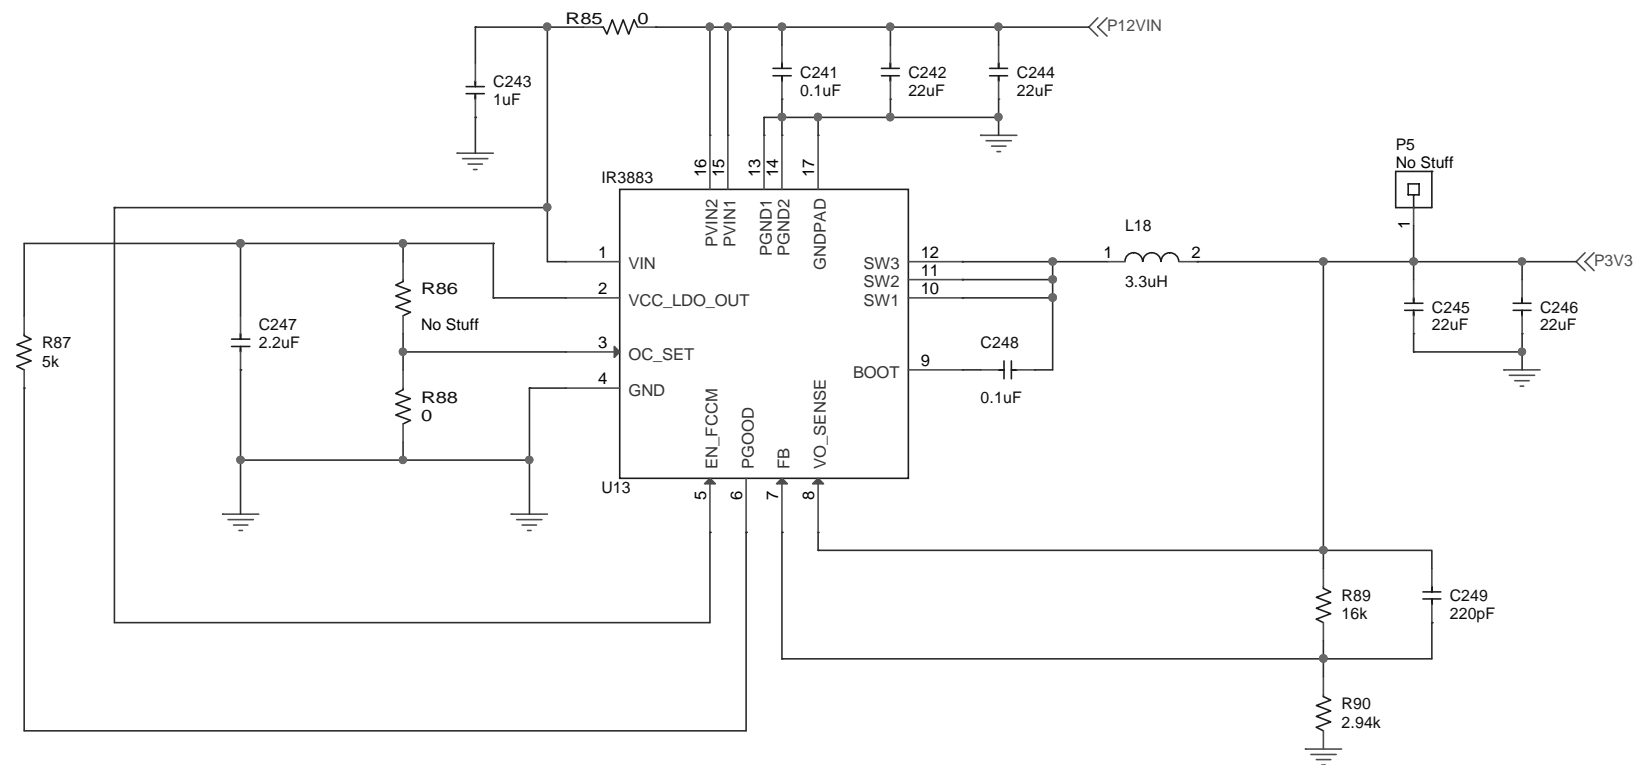 R85 0
P12VIN
C243
1uF
C241
0.1uF
C242
22uF
C244
22uF
16
15
13
14
17
IR3883
PVIN2
PVIN1
PGND1
PGND2
GNDPAD
P5
No Stuff
1
1 VIN
2 VCC_LDO_OUT
3 OC_SET
4 GND
SW3 12
SW2 11
SW1 10
BOOT 9
L18
1 2
3.3uH
P3V3
R86
No Stuff
C247
2.2uF
R87
5k
R88
0
C248
0.1uF
C245
22uF
C246
22uF
EN_FCCM
PGOOD
FB
VO_SENSE
U13
5
6
7
8
R89
16k
C249
220pF
R90
2.94k